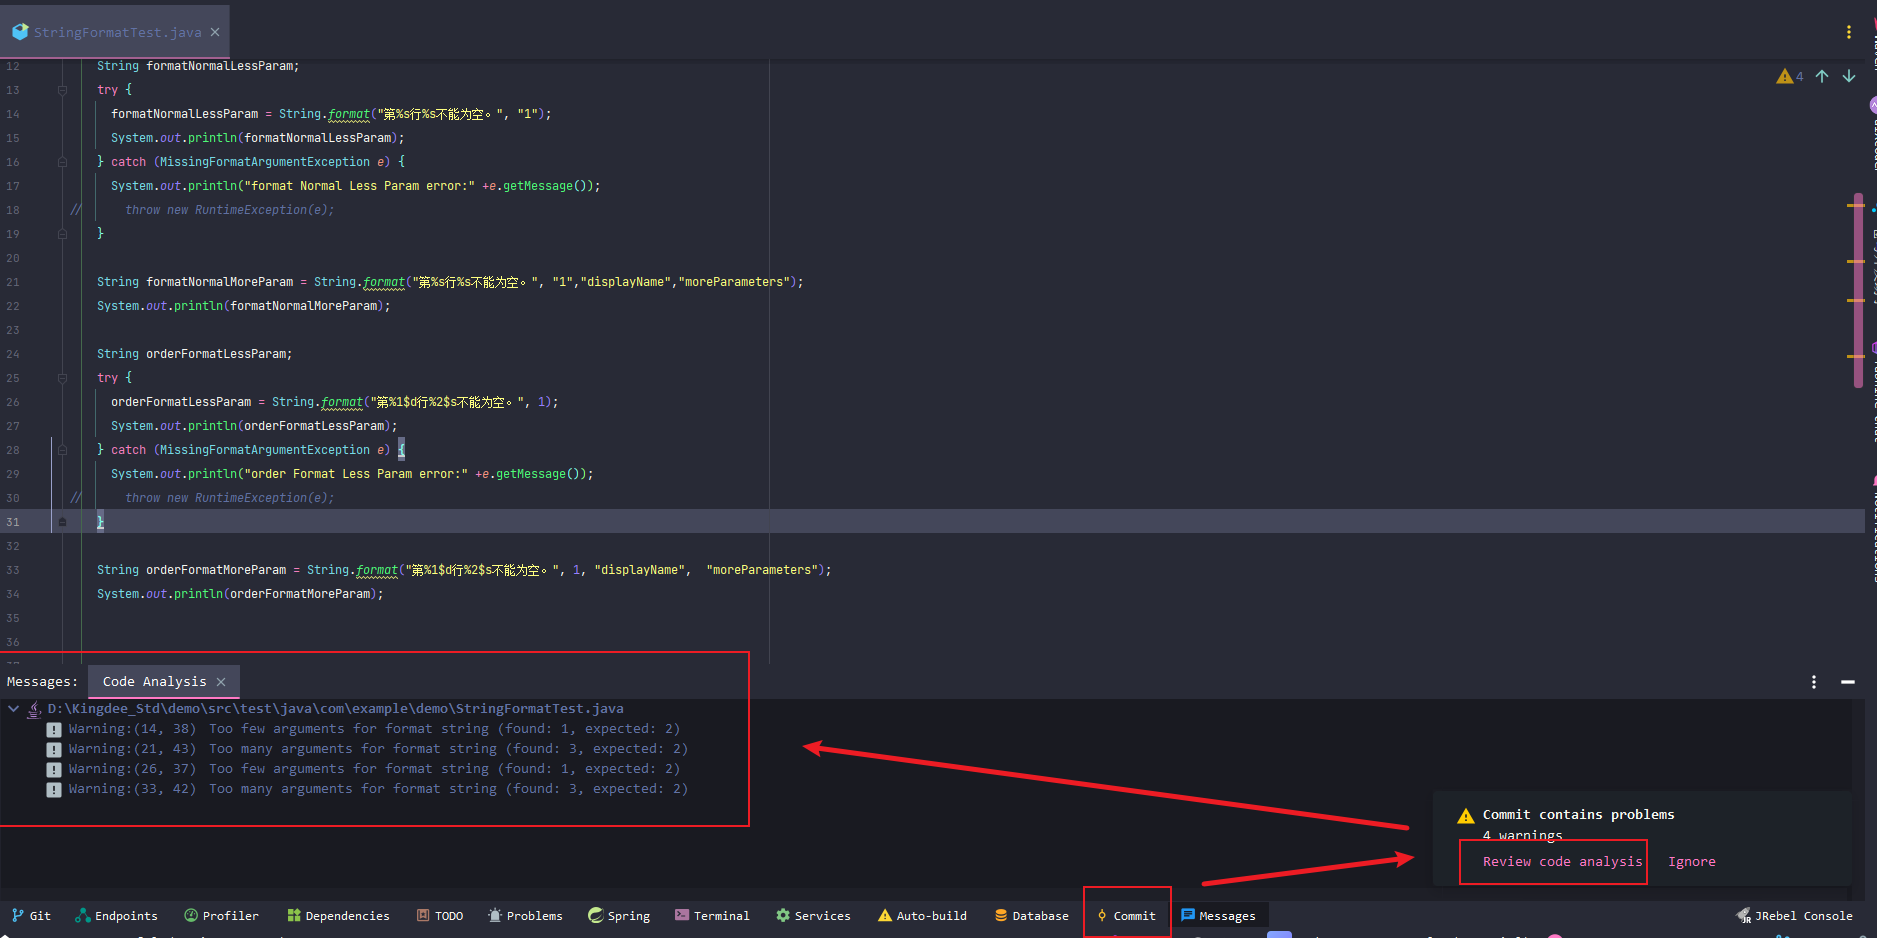 StringFormatTest.java
4
12 String formatNormalLessParam;
13 try {
14 formatNormalLessParam = String.format("第%s行%s不能为空。", "1");
15 System.out.println(formatNormalLessParam);
16 } catch (MissingFormatArgumentException e) {
17 System.out.println("format Normal Less Param error:" +e.getMessage());
18 // throw new RuntimeException(e);
19 }
20
21 String formatNormalMoreParam = String.format("第%s行%s不能为空。", "1","displayName","moreParameters");
22 System.out.println(formatNormalMoreParam);
23
24 String orderFormatLessParam;
25 try {
26 orderFormatLessParam = String.format("第%1$d行%2$s不能为空。", 1);
27 System.out.println(orderFormatLessParam);
28 } catch (MissingFormatArgumentException e) {
29 System.out.println("order Format Less Param error:" +e.getMessage());
30 // throw new RuntimeException(e);
31 }
32
33 String orderFormatMoreParam = String.format("第%1$d行%2$s不能为空。", 1, "displayName", "moreParameters");
34 System.out.println(orderFormatMoreParam);
35
36
Messages: Code Analysis
D:\Kingdee_Std\demo\src\test\java\com\example\demo\StringFormatTest.java
Warning:(14, 38) Too few arguments for format string (found: 1, expected: 2)
Warning:(21, 43) Too many arguments for format string (found: 3, expected: 2)
Warning:(26, 37) Too few arguments for format string (found: 1, expected: 2)
Warning:(33, 42) Too many arguments for format string (found: 3, expected: 2)
Commit contains problems
4 warnings
Review code analysis Ignore
Git Endpoints Profiler Dependencies TODO Problems Spring Terminal Services Auto-build Database Commit Messages JRebel Console